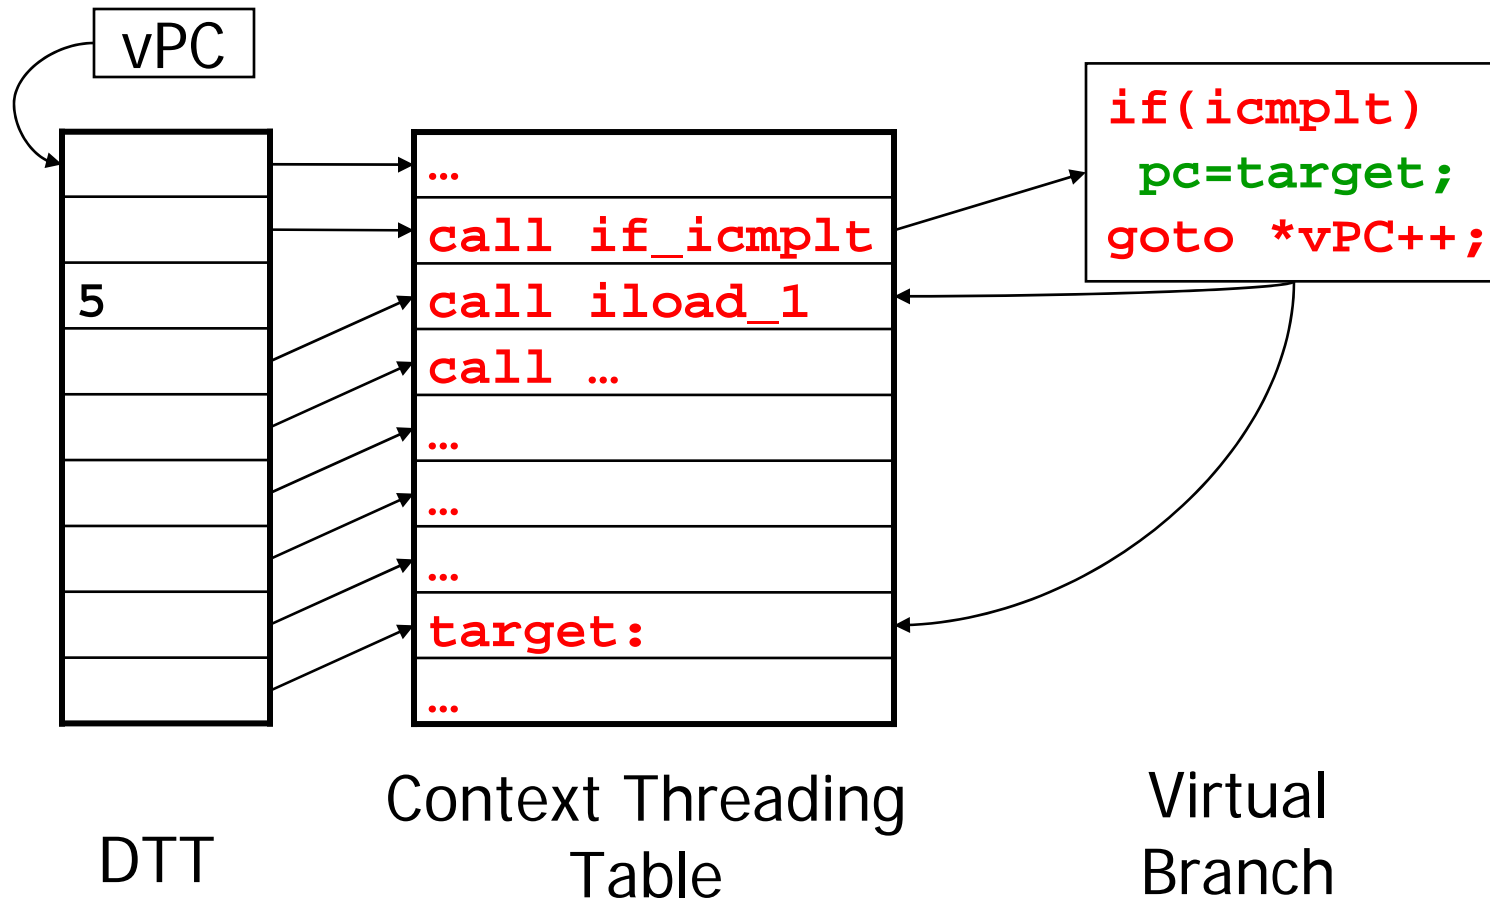 vPC
if(icmplt)
pc=target;
goto *vPC++;
…
call if_icmplt
5
call iload_1
call …
…
…
…
target:
…
DTT
Context Threading
Table
Virtual
Branch